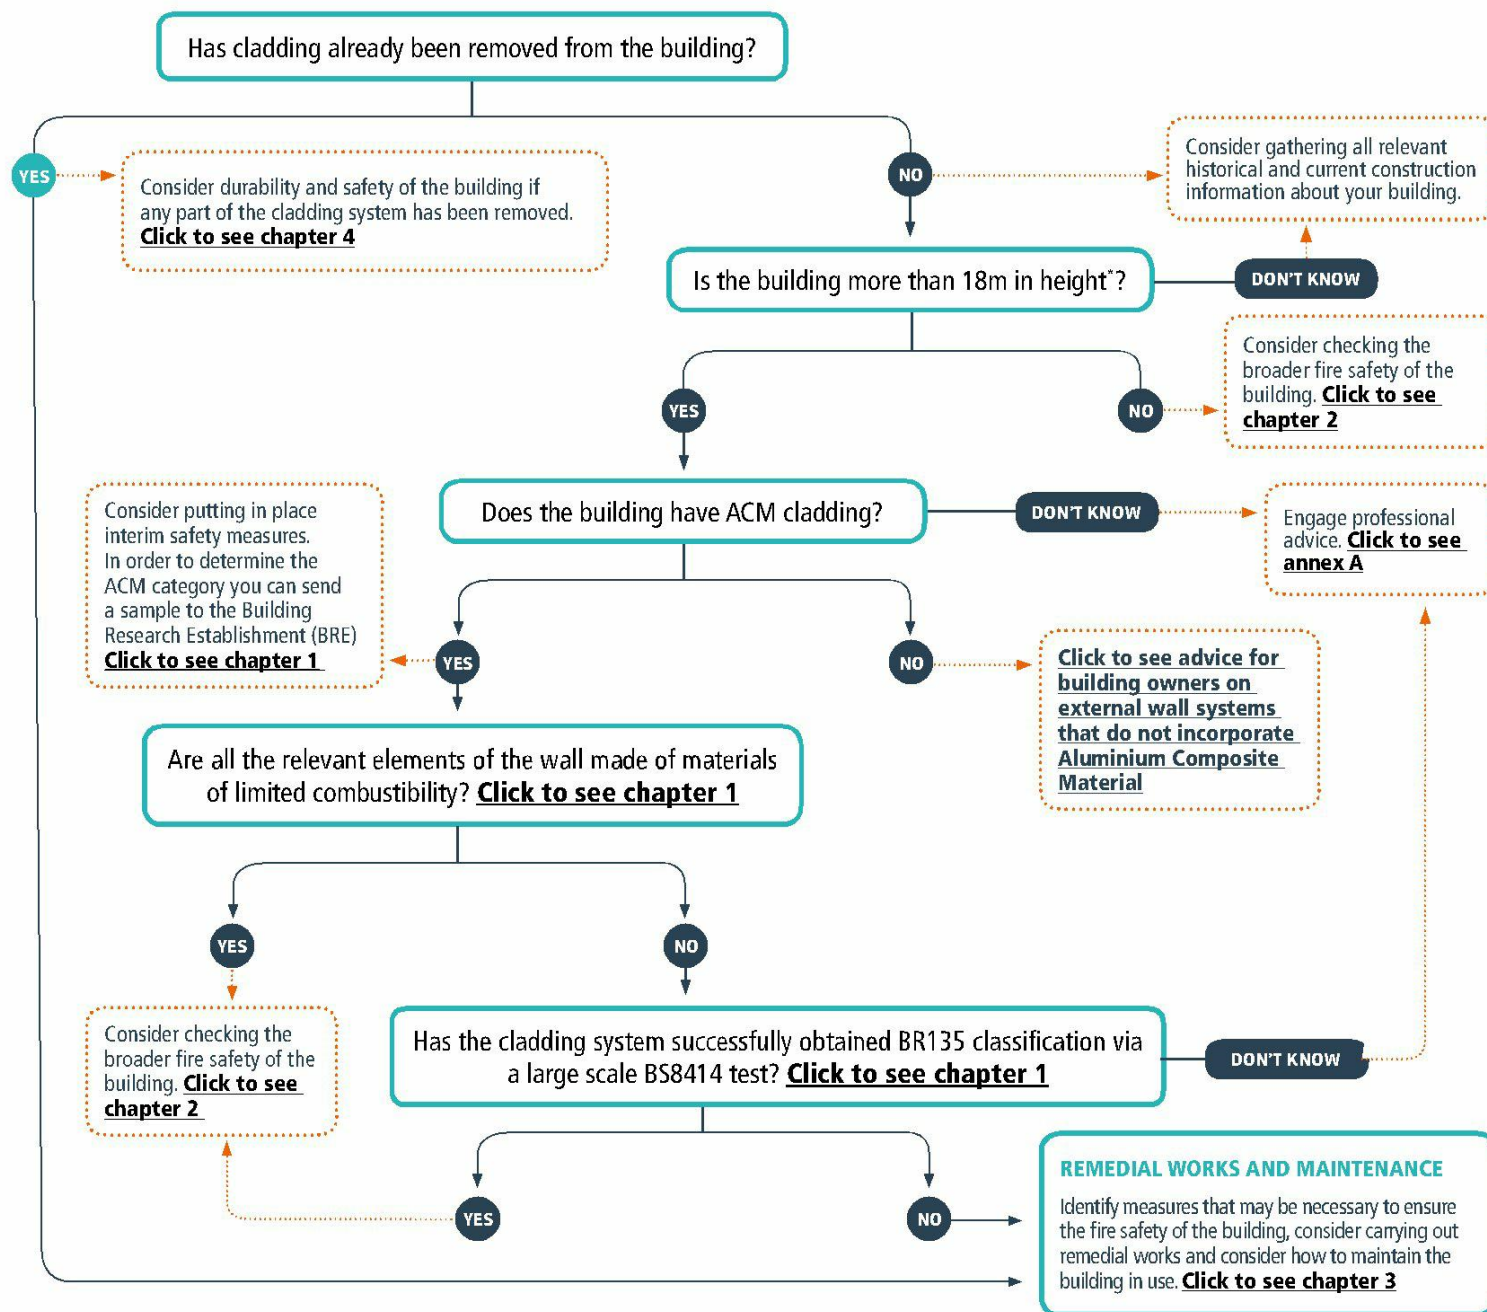 Has cladding already been removed from the building?
YES
Consider durability and safety of the building if
any part of the cladding system has been removed.
Click to see chapter 4
NO
Consider gathering all relevant
historical and current construction
information about your building.
Is the building more than 18m in height*?
DON'T KNOW
YES
NO
Consider checking the
broader fire safety of the
building. Click to see
chapter 2
Does the building have ACM cladding?
DON'T KNOW
Engage professional
advice. Click to see
annex A
Consider putting in place
interim safety measures.
In order to determine the
ACM category you can send
a sample to the Building
Research Establishment (BRE)
Click to see chapter 1
YES
NO
Click to see advice for
building owners on
external wall systems
that do not incorporate
Aluminium Composite
Material
Are all the relevant elements of the wall made of materials
of limited combustibility? Click to see chapter 1
YES
NO
Consider checking the
broader fire safety of the
building. Click to see
chapter 2
Has the cladding system successfully obtained BR135 classification via
a large scale BS8414 test? Click to see chapter 1
DON'T KNOW
YES
NO
REMEDIAL WORKS AND MAINTENANCE
Identify measures that may be necessary to ensure
the fire safety of the building, consider carrying out
remedial works and consider how to maintain the
building in use. Click to see chapter 3